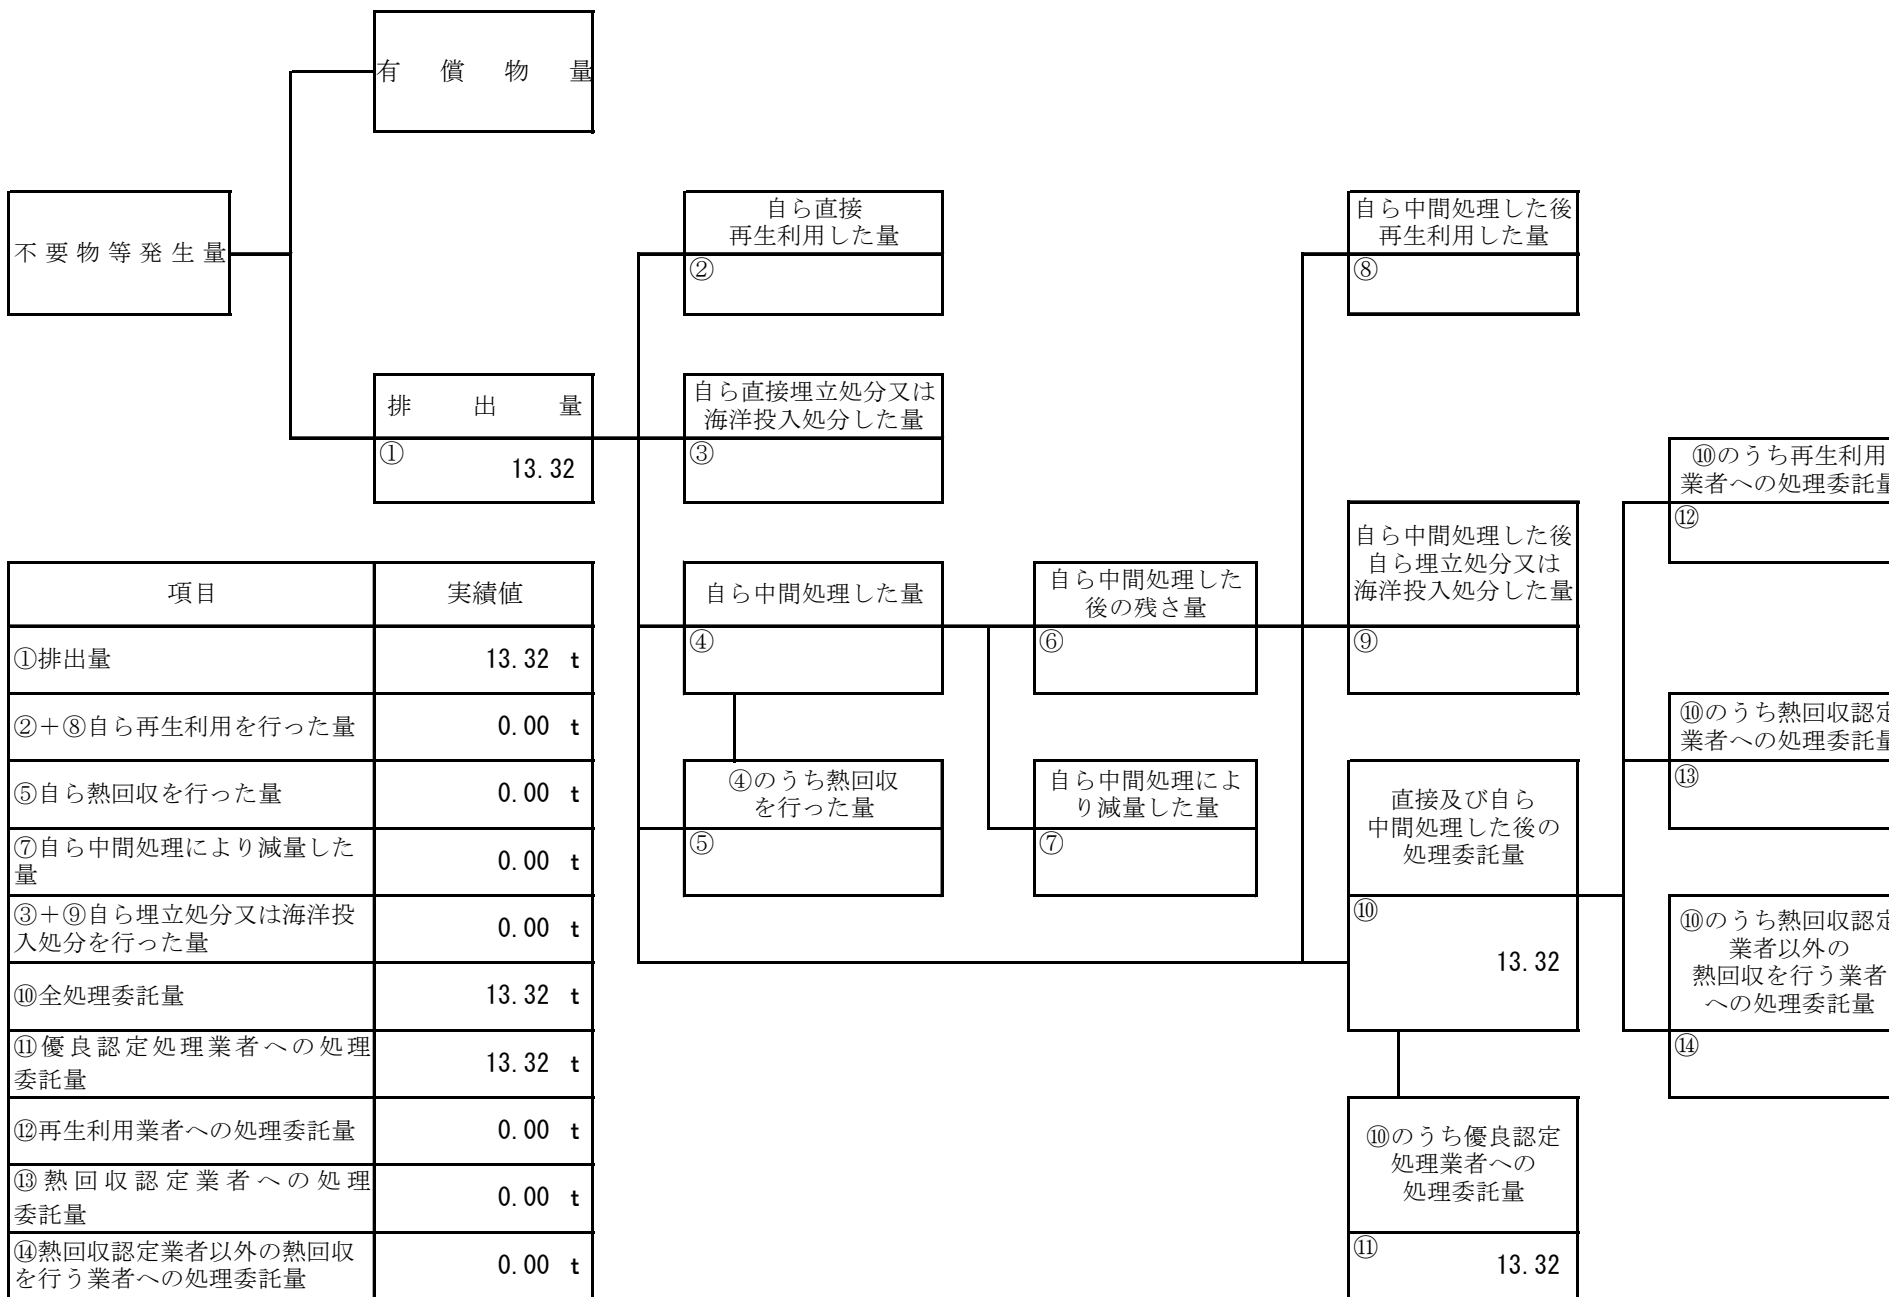 有償物量
不要物等発生量
排出量
①
13.32
自ら直接
再生利用した量
②
自ら直接埋立処分又は
海洋投入処分した量
③
自ら中間処理した量
④
④のうち熱回収
を行った量
⑤
自ら中間処理した
後の残さ量
⑥
自ら中間処理によ
り減量した量
⑦
自ら中間処理した後
再生利用した量
⑧
自ら中間処理した後
自ら埋立処分又は
海洋投入処分した量
⑨
直接及び自ら
中間処理した後の
処理委託量
⑩
13.32
⑩のうち優良認定
処理業者への
処理委託量
⑪
13.32
⑩のうち再生利用
業者への処理委託量
⑫
⑩のうち熱回収認定
業者への処理委託量
⑬
⑩のうち熱回収認定
業者以外の
熱回収を行う業者
への処理委託量
⑭
項目 実績値
①排出量 13.32 t
②＋⑧自ら再生利用を行った量 0.00 t
⑤自ら熱回収を行った量 0.00 t
⑦自ら中間処理により減量した
量 0.00 t
③＋⑨自ら埋立処分又は海洋投
入処分を行った量 0.00 t
⑩全処理委託量 13.32 t
⑪優良認定処理業者への処理
委託量 13.32 t
⑫再生利用業者への処理委託量 0.00 t
⑬熱回収認定業者への処理
委託量 0.00 t
⑭熱回収認定業者以外の熱回収
を行う業者への処理委託量 0.00 t